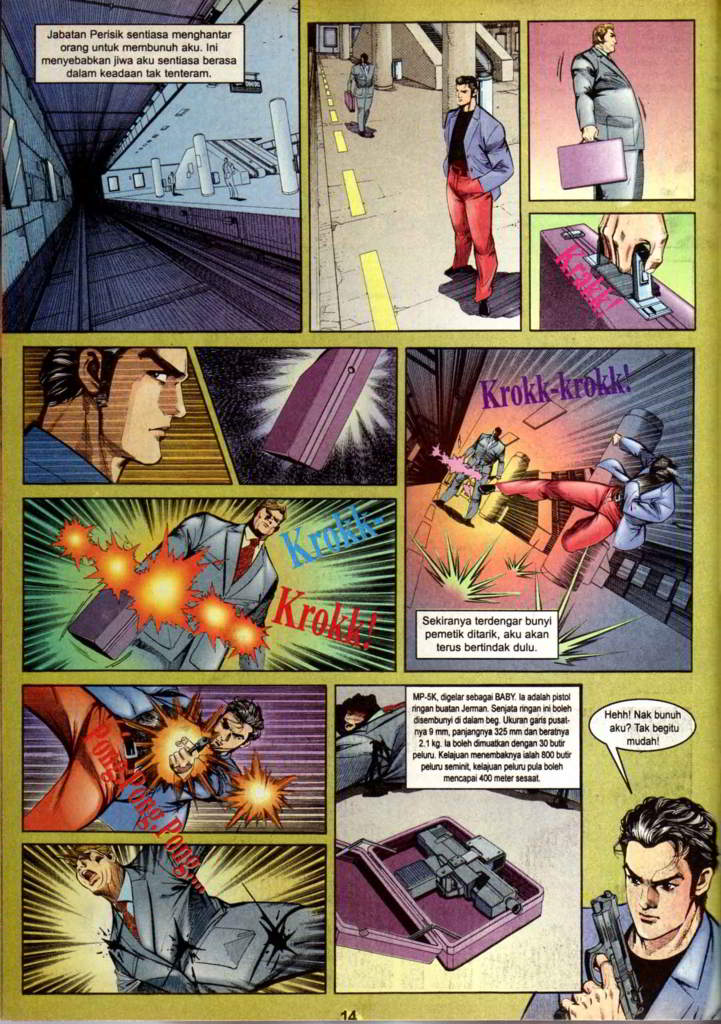 Jabatan Perisik sentiasa menghantar
orang untuk membunuh aku. Ini
menyebabkan jiwa aku sentiasa berasa
dalam keadaan tak tenteram.
Krakk!
Krokk-krokk!
Krokk-
Krokk!
Sekiranya terdengar bunyi
pemetik ditarik, aku akan
terus bertindak dulu.
Pong, Pong, Pong, Pong...
MP-5K, digelar sebagai BABY. Ia adalah pistol
ringan buatan Jerman. Senjata ringan ini boleh
disembunyi di dalam beg. Ukuran garis pusat-
nya 9 mm, panjangnya 325 mm dan beratnya
2.1 kg. Ia boleh dimuatkan dengan 30 butir
peluru. Kelajuan menembaknya ialah 800 butir
peluru seminit, kelajuan peluru pula boleh
mencapai 400 meter sesaat.
Hehh! Nak bunuh
aku? Tak begitu
mudah!
14